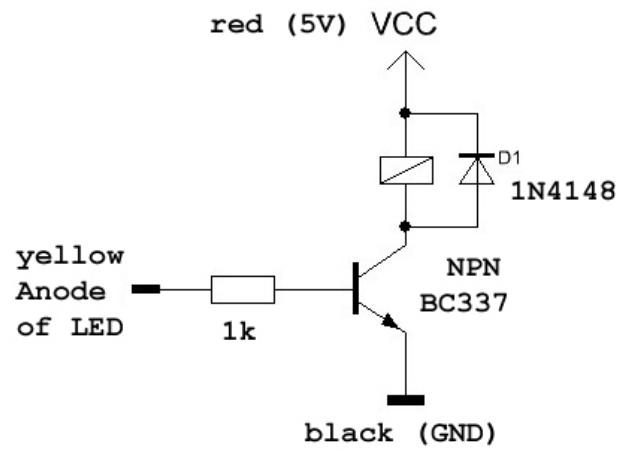 red (5V) VCC
D1
1N4148
yellow
Anode
of LED
NPN
BC337
1k
black (GND)